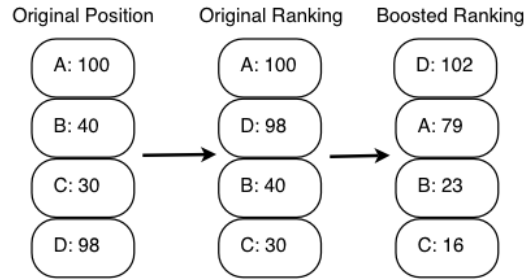 Original Position Original Ranking Boosted Ranking
A: 100 A: 100 D: 102
B: 40 D: 98 A: 79
C: 30 B: 40 B: 23
D: 98 C: 30 C: 16